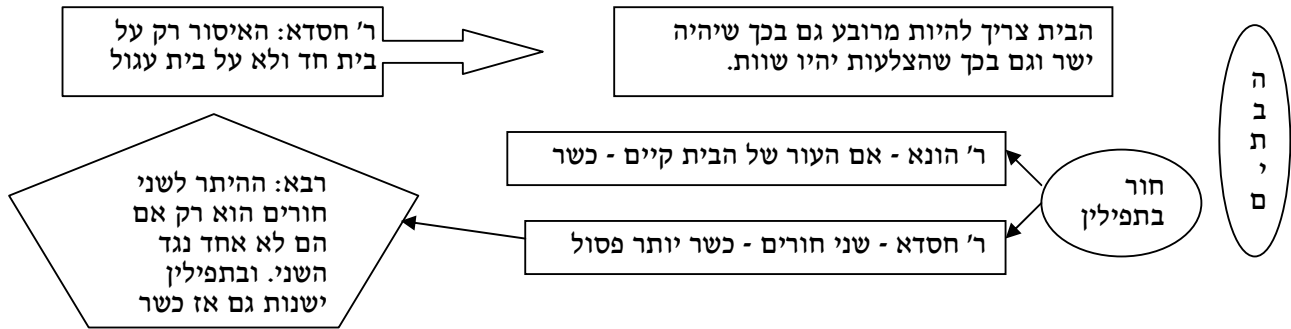 הבתים
הבית צריך להיות מרובע גם בכך שיהיה
ישר וגם בכך שהצלעות יהיו שוות.
ר' חסדא: האיסור רק על
בית חד ולא על בית עגול
חור
בתפילין
ר' הונא - אם העור של הבית קיים - כשר
ר' חסדא - שני חורים - כשר יותר פסול
רבא: ההיתר לשני
חורים הוא רק אם
הם לא אחד נגד
השני. ובתפילין
ישנות גם אז כשר